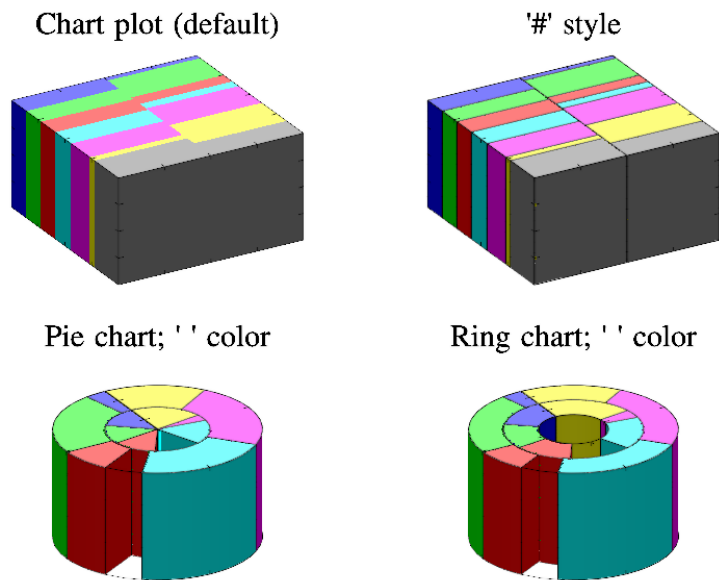 Chart plot (default)
'#' style
Pie chart; ' ' color
Ring chart; ' ' color